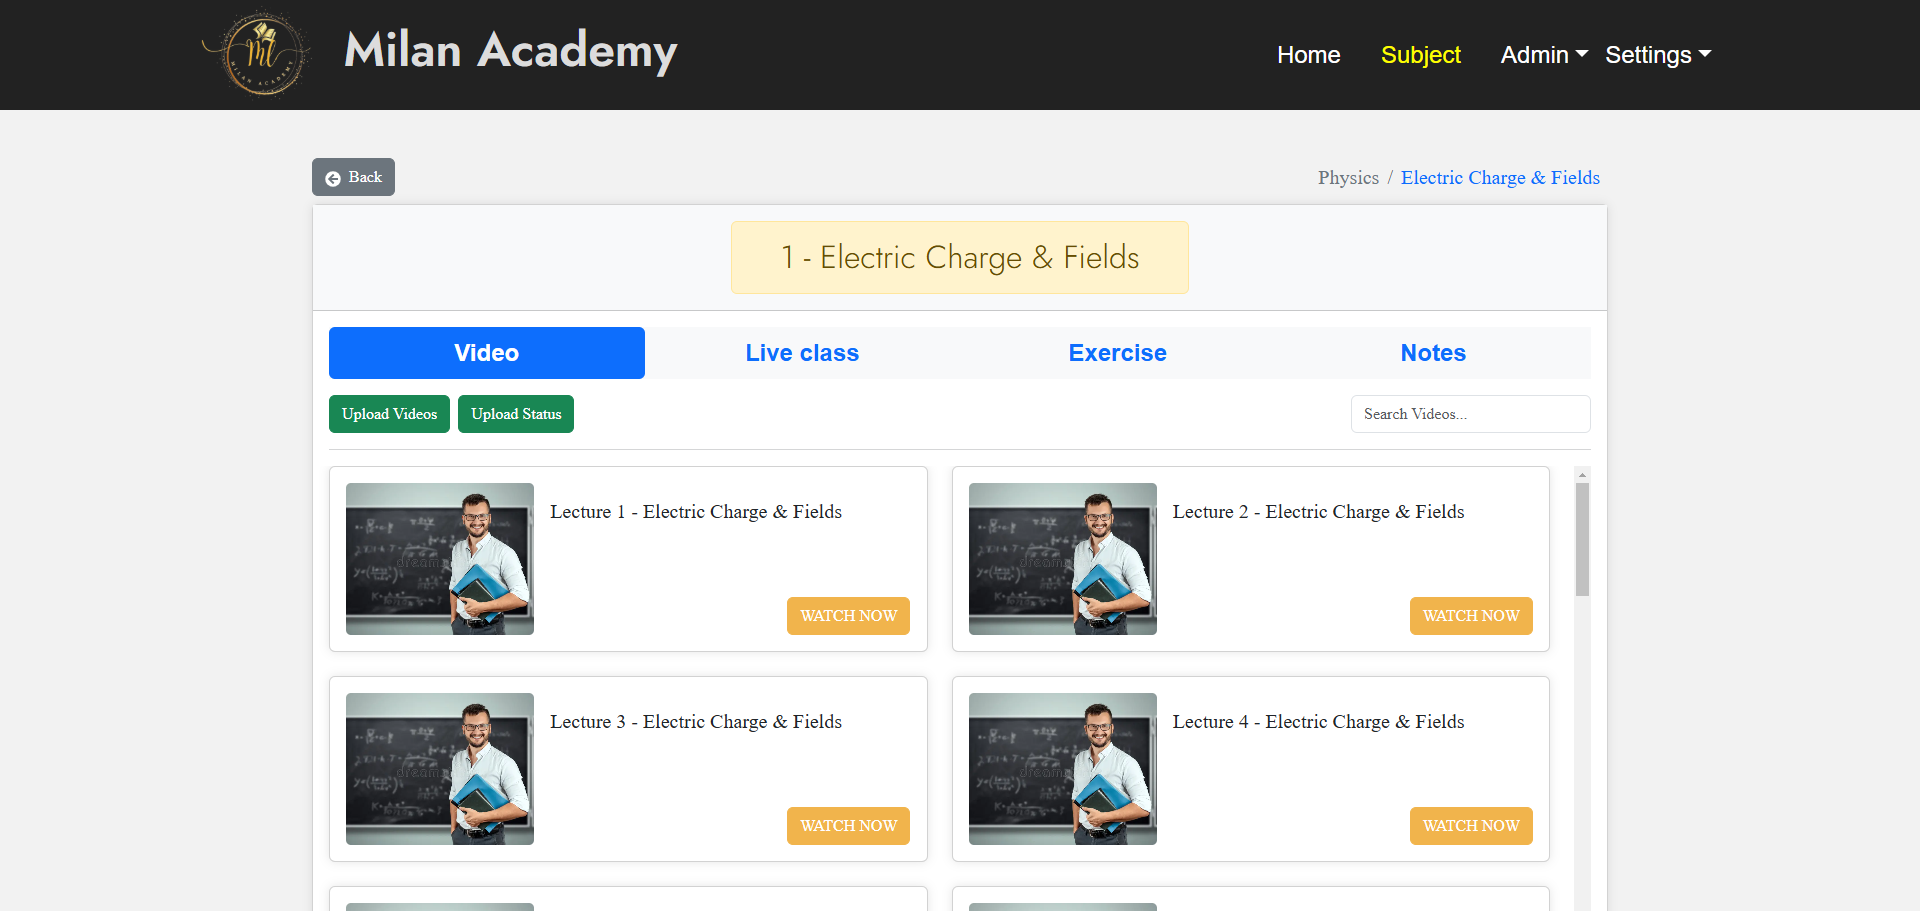 Milan Academy
MILAN ACADEMY
Home Subject Admin Settings
Back
Physics / Electric Charge & Fields
1 - Electric Charge & Fields
Video Live class Exercise Notes
Upload Videos Upload Status Search Videos...
Lecture 1 - Electric Charge & Fields
WATCH NOW
Lecture 2 - Electric Charge & Fields
WATCH NOW
Lecture 3 - Electric Charge & Fields
WATCH NOW
Lecture 4 - Electric Charge & Fields
WATCH NOW